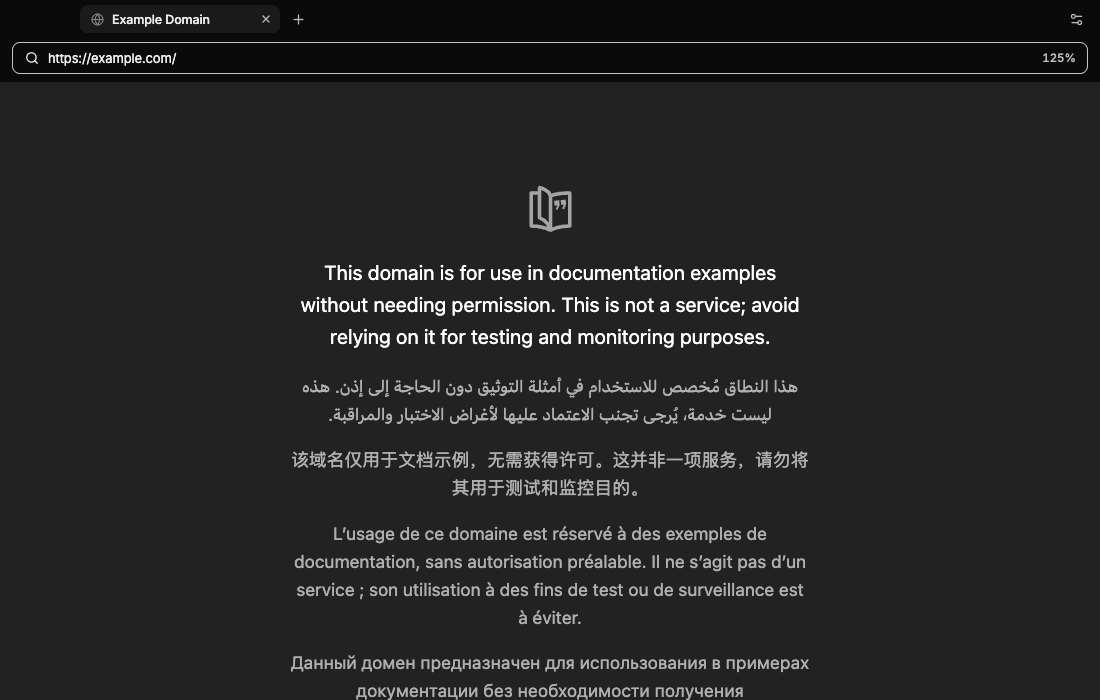 Example Domain
https://example.com/
125%
This domain is for use in documentation examples
without needing permission. This is not a service; avoid
relying on it for testing and monitoring purposes.
هذا النطاق مُخصص للاستخدام في أمثلة التوثيق دون الحاجة إلى إذن. هذه
ليست خدمة، يُرجى تجنب الاعتماد عليها لأغراض الاختبار والمراقبة.
该域名仅用于文档示例，无需获得许可。这并非一项服务，请勿将
其用于测试和监控目的。
L’usage de ce domaine est réservé à des exemples de
documentation, sans autorisation préalable. Il ne s’agit pas d’un
service ; son utilisation à des fins de test ou de surveillance est
à éviter.
Данный домен предназначен для использования в примерах
документации без необходимости получения